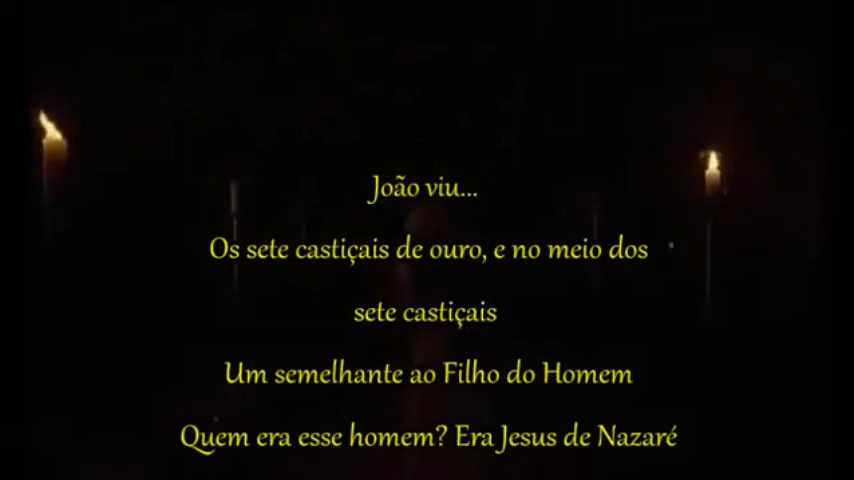 João viu...
Os sete castiçais de ouro, e no meio dos
sete castiçais
Um semelhante ao Filho do Homem
Quem era esse homem? Era Jesus de Nazaré